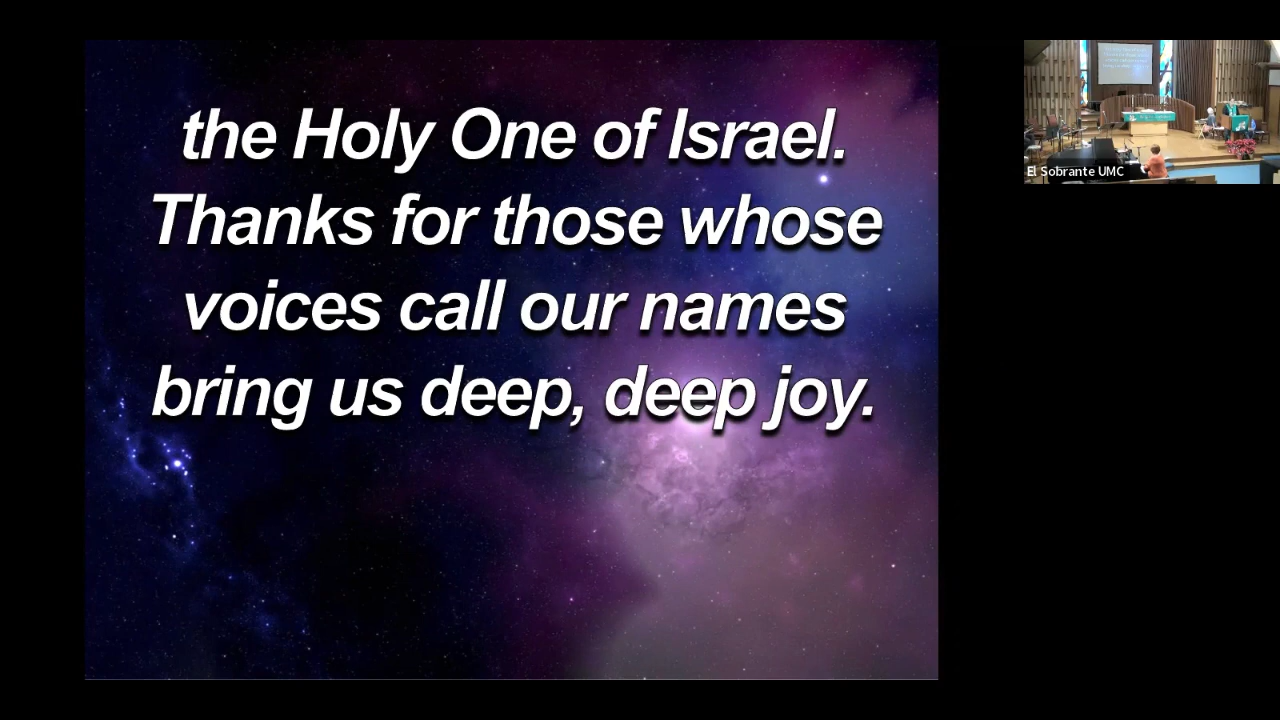 the Holy One of Israel.
Thanks for those whose
voices call our names
bring us deep, deep joy.
El Sobrante UMC